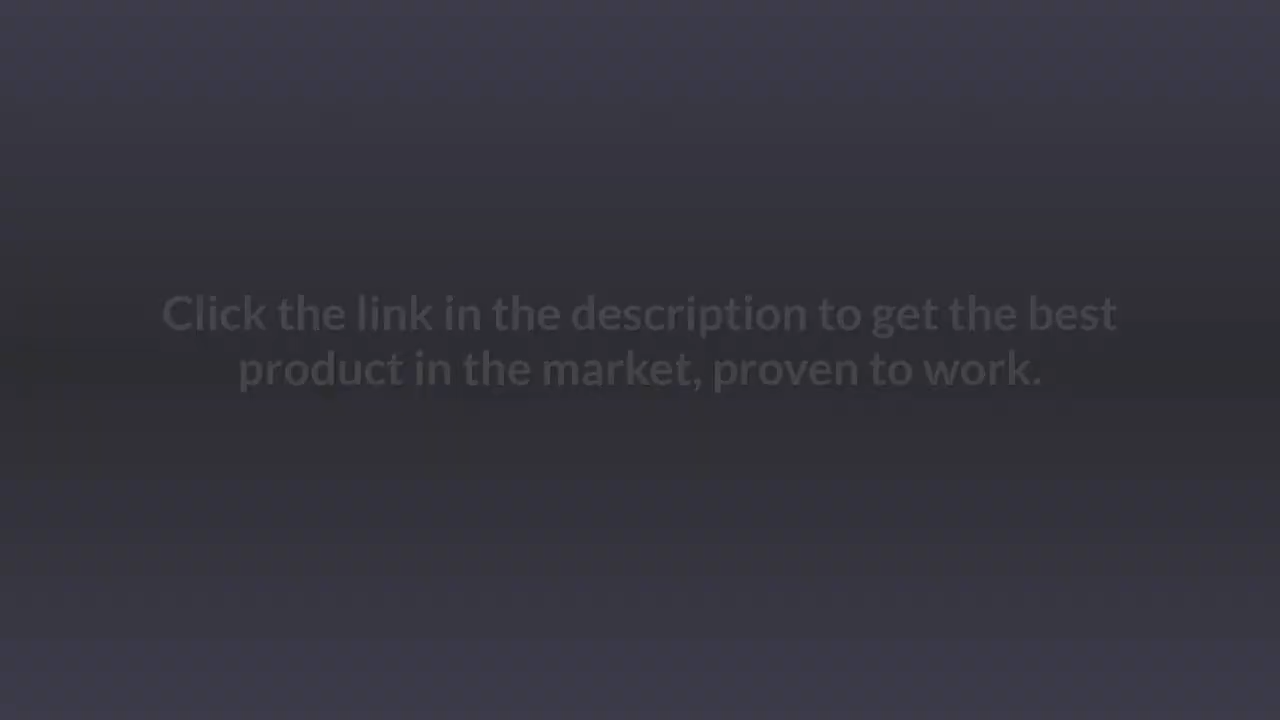 Click the link in the description to get the best
product in the market, proven to work.